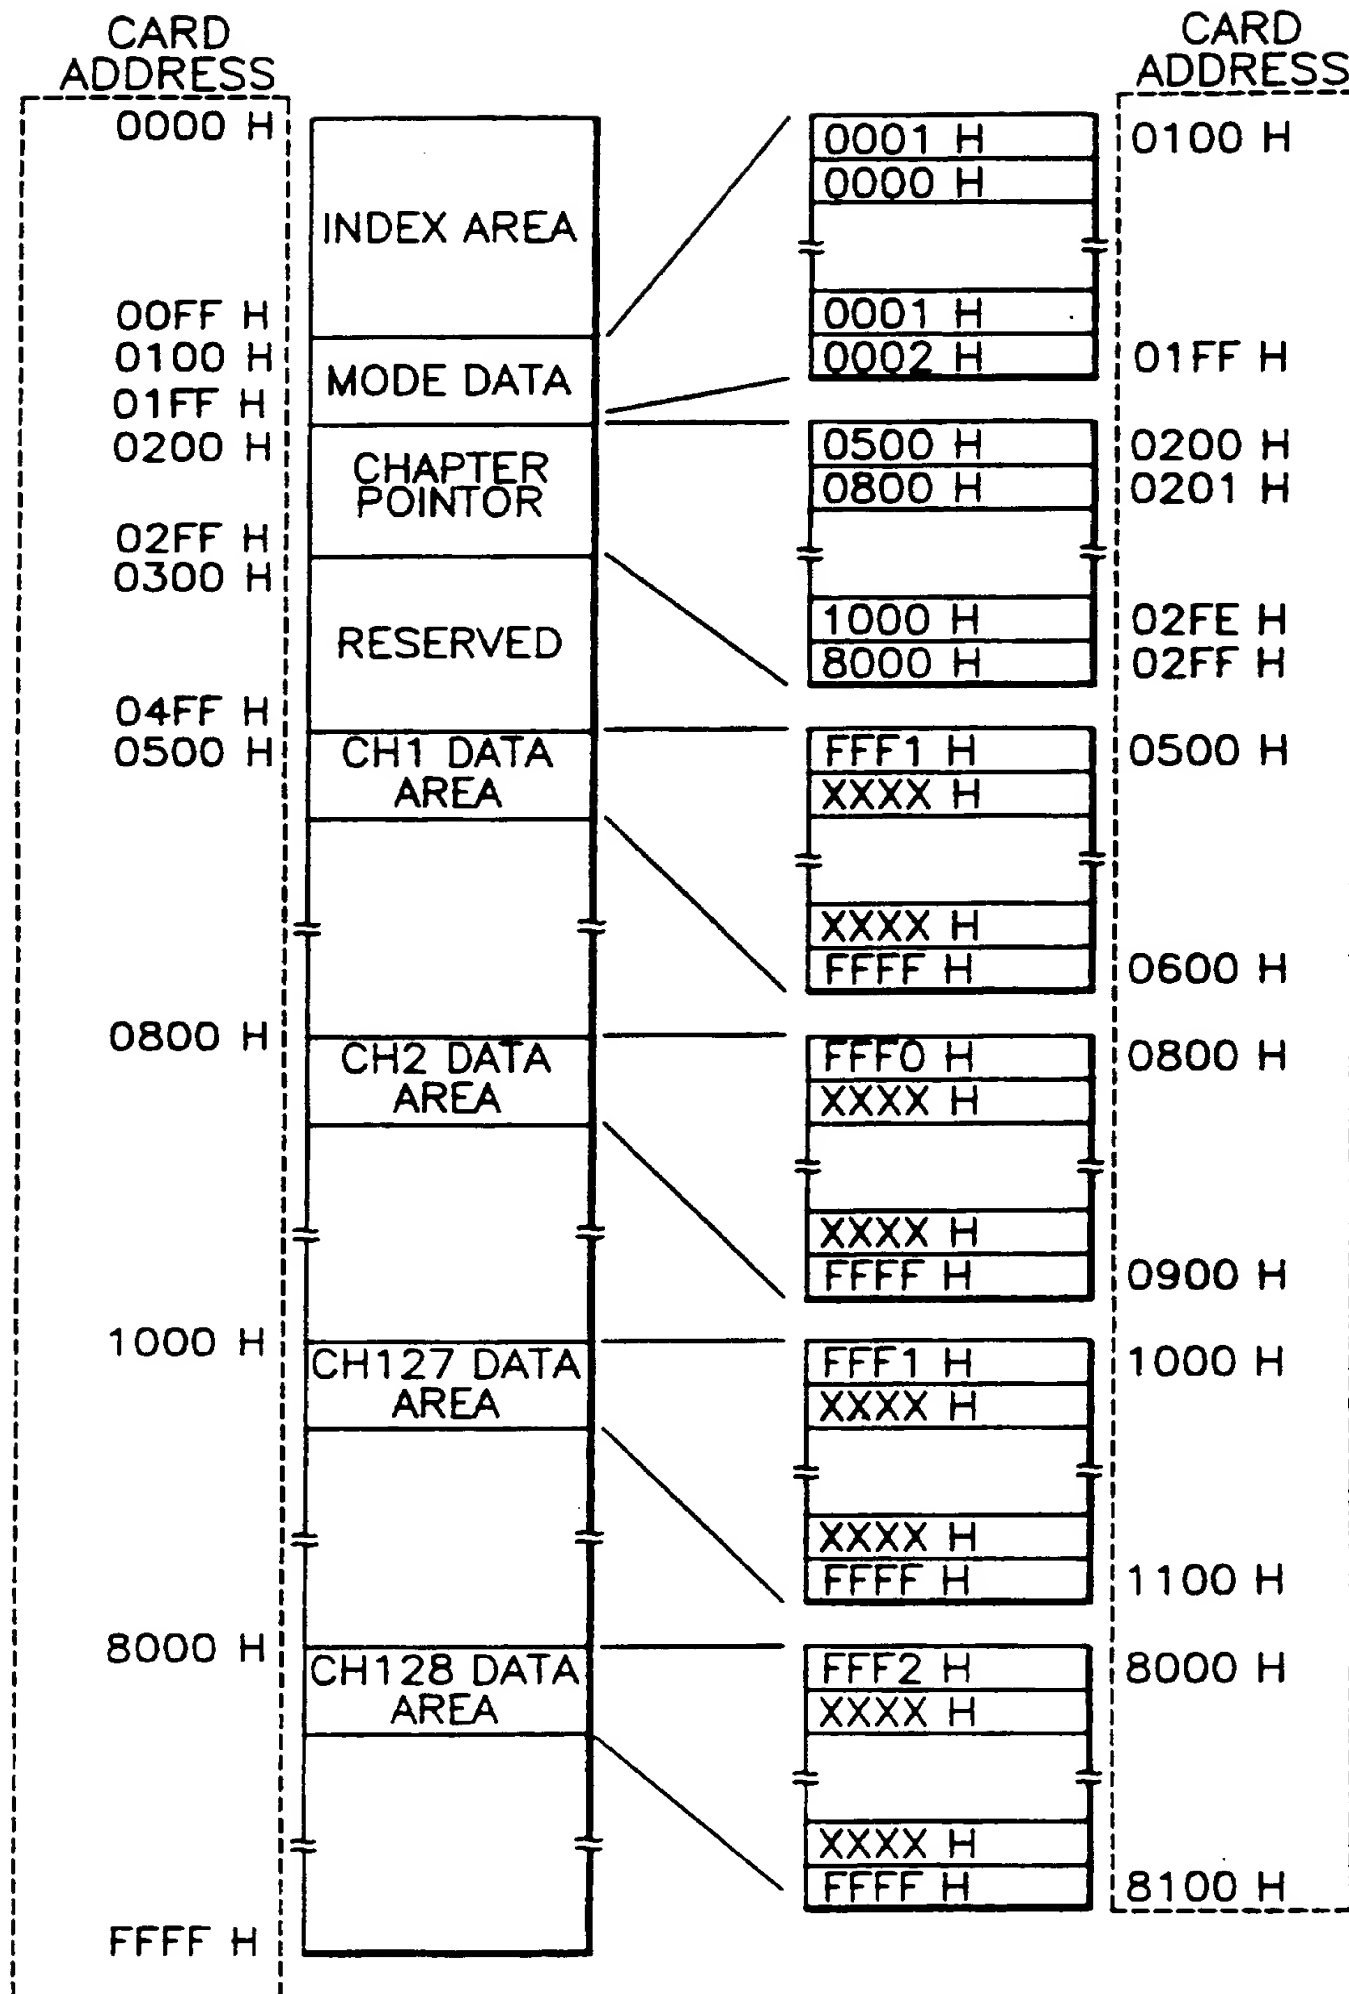 CARD
ADDRESS
0000 H
INDEX AREA
00FF H
0100 H
MODE DATA
01FF H
0200 H
CHAPTER
POINTOR
02FF H
0300 H
RESERVED
04FF H
0500 H
CH1 DATA
AREA
0800 H
CH2 DATA
AREA
1000 H
CH127 DATA
AREA
8000 H
CH128 DATA
AREA
FFFF H
CARD
ADDRESS
0001 H
0100 H
0000 H
0001 H
0002 H
01FF H
0500 H
0200 H
0800 H
0201 H
1000 H
02FE H
8000 H
02FF H
FFF1 H
0500 H
XXXX H
XXXX H
FFFF H
0600 H
FFF0 H
0800 H
XXXX H
XXXX H
FFFF H
0900 H
FFF1 H
1000 H
XXXX H
XXXX H
FFFF H
1100 H
FFF2 H
8000 H
XXXX H
XXXX H
FFFF H
8100 H